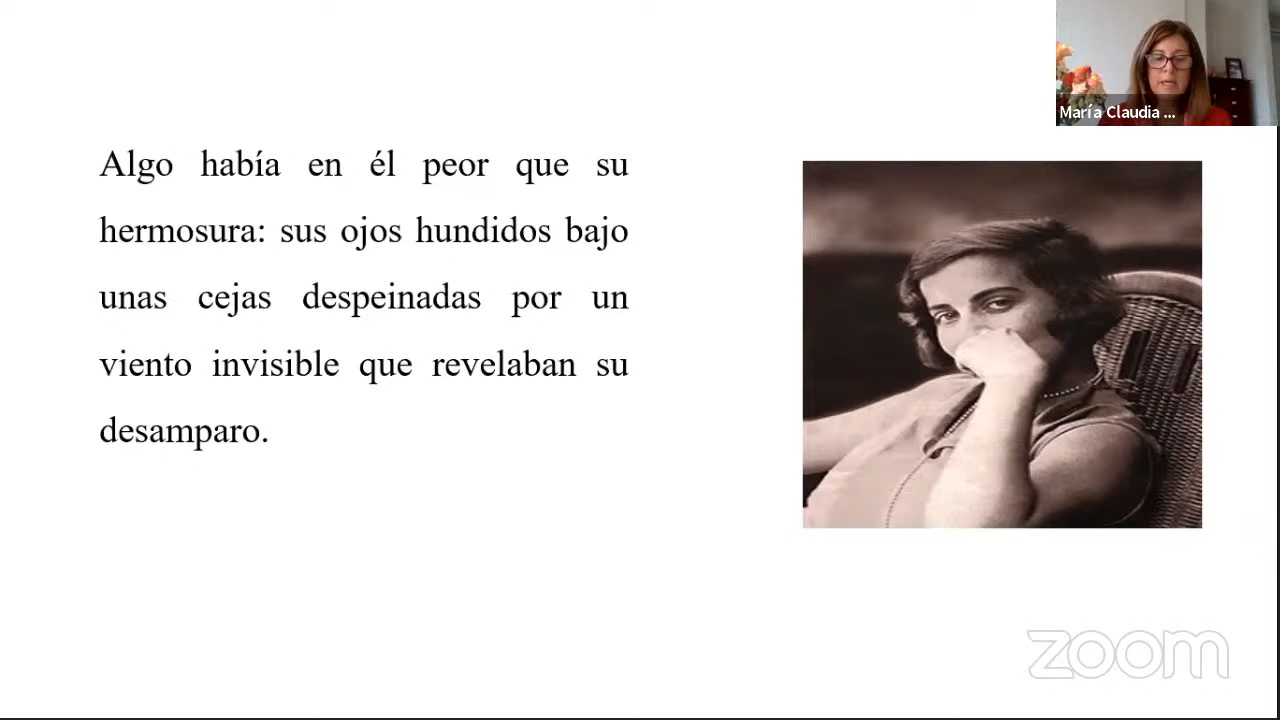 María Claudia ...
Algo había en él peor que su
hermosura: sus ojos hundidos bajo
unas cejas despeinadas por un
viento invisible que revelaban su
desamparo.
zoom